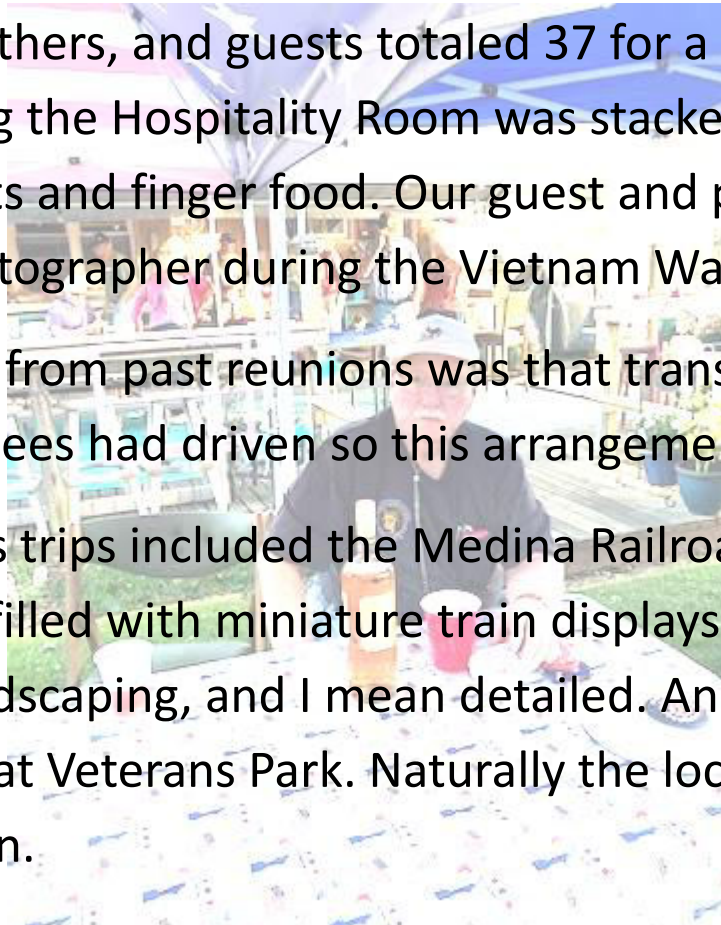 thers, and guests totaled 37 for a
g the Hospitality Room was stacke
ts and finger food. Our guest and p
tographer during the Vietnam Wa
from past reunions was that trans
ees had driven so this arrangeme
s trips included the Medina Railroa
filled with miniature train displays
dscaping, and I mean detailed. An
at Veterans Park. Naturally the loc
n.